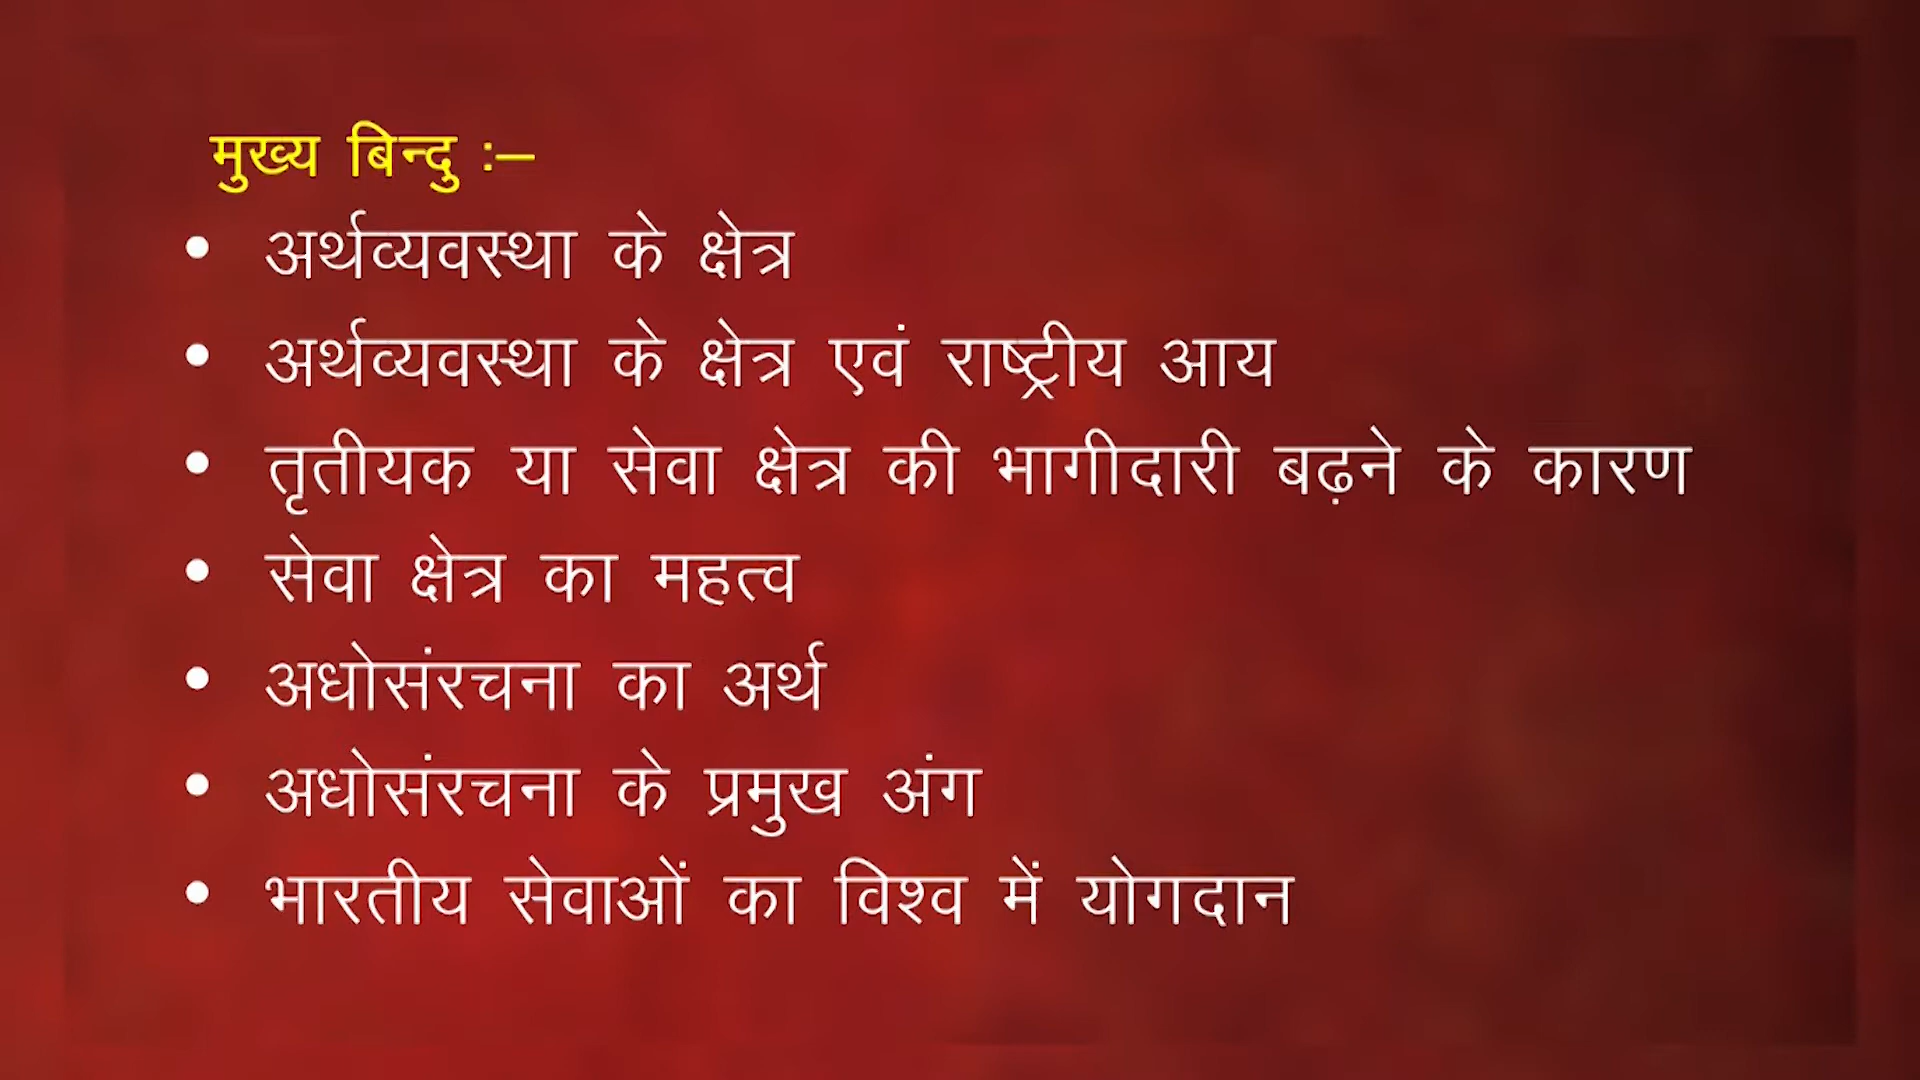 मुख्य बिन्दु :–
• अर्थव्यवस्था के क्षेत्र
• अर्थव्यवस्था के क्षेत्र एवं राष्ट्रीय आय
• तृतीयक या सेवा क्षेत्र की भागीदारी बढ़ने के कारण
• सेवा क्षेत्र का महत्व
• अधोसंरचना का अर्थ
• अधोसंरचना के प्रमुख अंग
• भारतीय सेवाओं का विश्व में योगदान